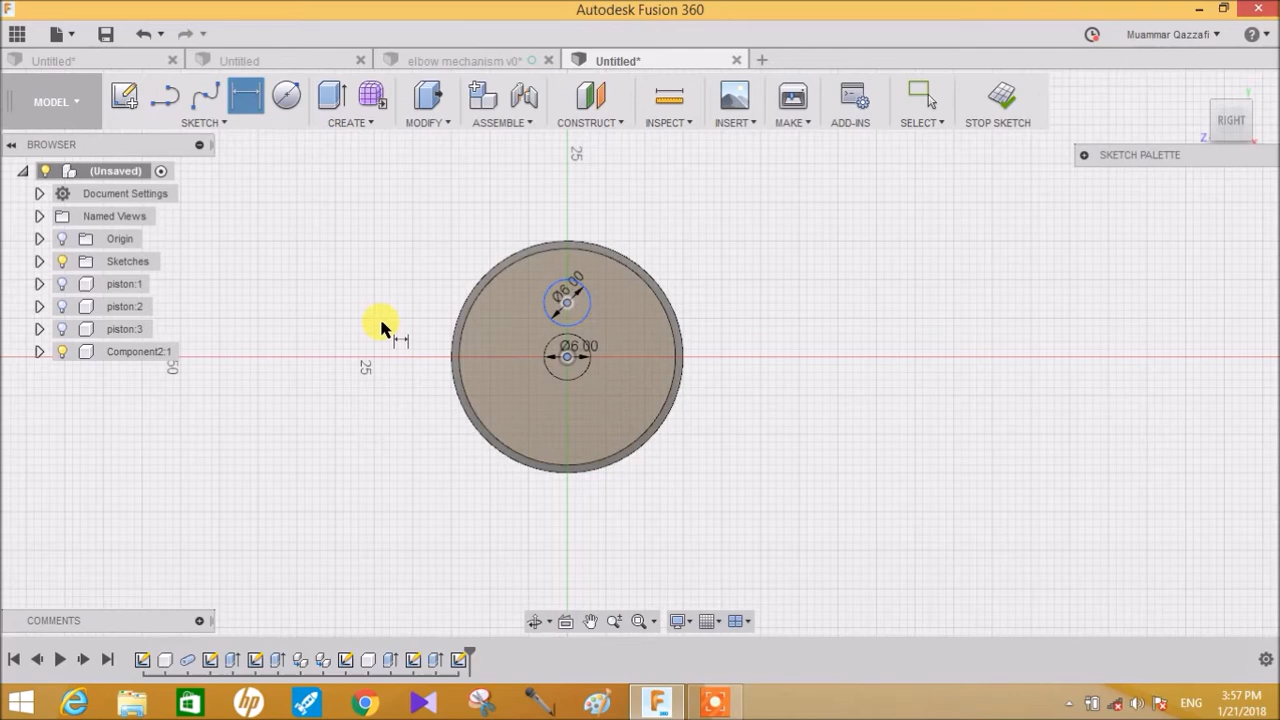 Autodesk Fusion 360
Muammar Qazzafi
Untitled*
Untitled
elbow mechanism v0*
Untitled*
MODEL
SKETCH
CREATE
MODIFY
ASSEMBLE
CONSTRUCT
INSPECT
INSERT
MAKE
ADD-INS
SELECT
STOP SKETCH
BROWSER
RIGHT
Y
Z
SKETCH PALETTE
(Unsaved)
Document Settings
Named Views
Origin
Sketches
piston:1
piston:2
piston:3
Component2:1
25
Ø6.00
Ø6.00
50
25
COMMENTS
ENG
3:57 PM
1/21/2018